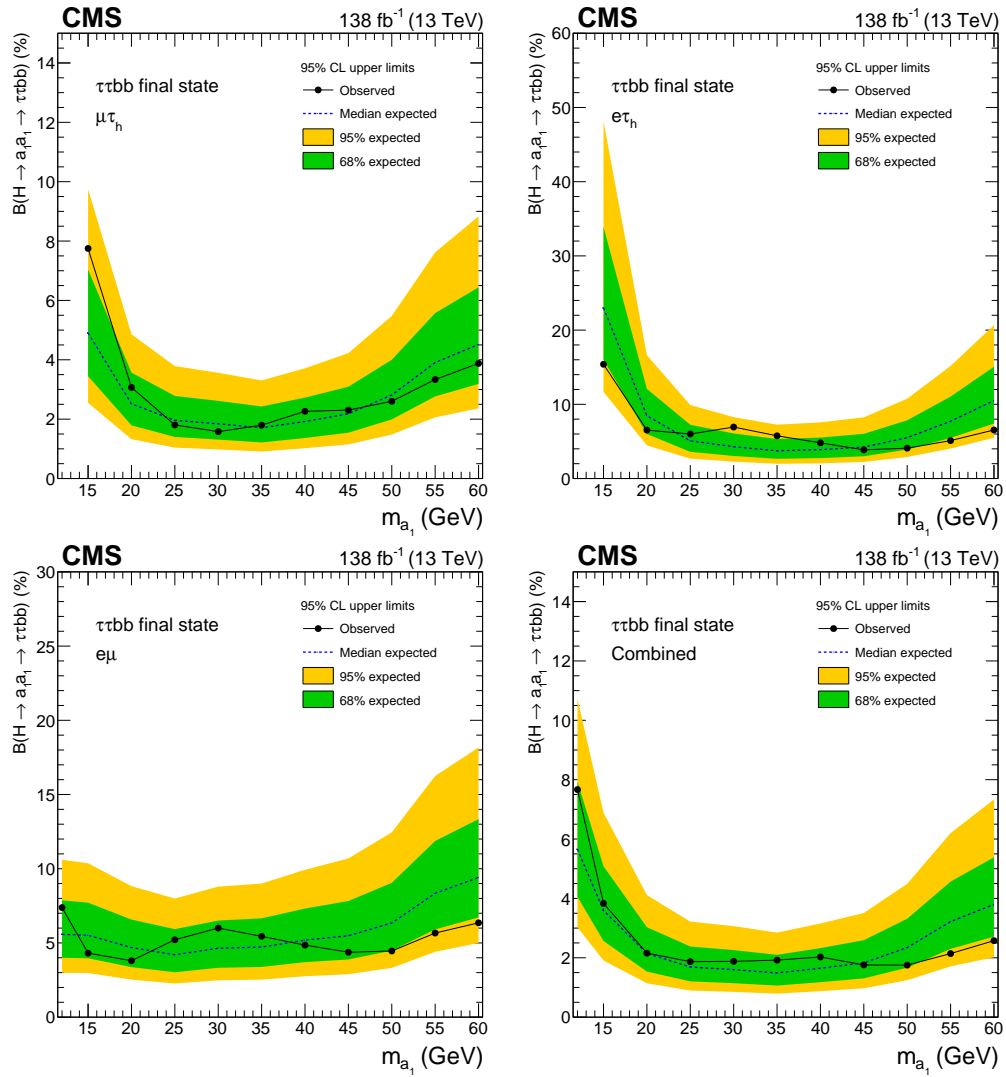 CMS 138 fb⁻¹ (13 TeV)
B(H → a₁a₁ → ττbb) (%)
14
12
10
8
6
4
2
0
ττbb final state
μτₕ
95% CL upper limits
Observed
Median expected
95% expected
68% expected
15 20 25 30 35 40 45 50 55 60
m_a₁ (GeV)
CMS 138 fb⁻¹ (13 TeV)
B(H → a₁a₁ → ττbb) (%)
60
50
40
30
20
10
0
ττbb final state
eτₕ
95% CL upper limits
Observed
Median expected
95% expected
68% expected
15 20 25 30 35 40 45 50 55 60
m_a₁ (GeV)
CMS 138 fb⁻¹ (13 TeV)
B(H → a₁a₁ → ττbb) (%)
30
25
20
15
10
5
0
ττbb final state
eμ
95% CL upper limits
Observed
Median expected
95% expected
68% expected
15 20 25 30 35 40 45 50 55 60
m_a₁ (GeV)
CMS 138 fb⁻¹ (13 TeV)
B(H → a₁a₁ → ττbb) (%)
14
12
10
8
6
4
2
0
ττbb final state
Combined
95% CL upper limits
Observed
Median expected
95% expected
68% expected
15 20 25 30 35 40 45 50 55 60
m_a₁ (GeV)